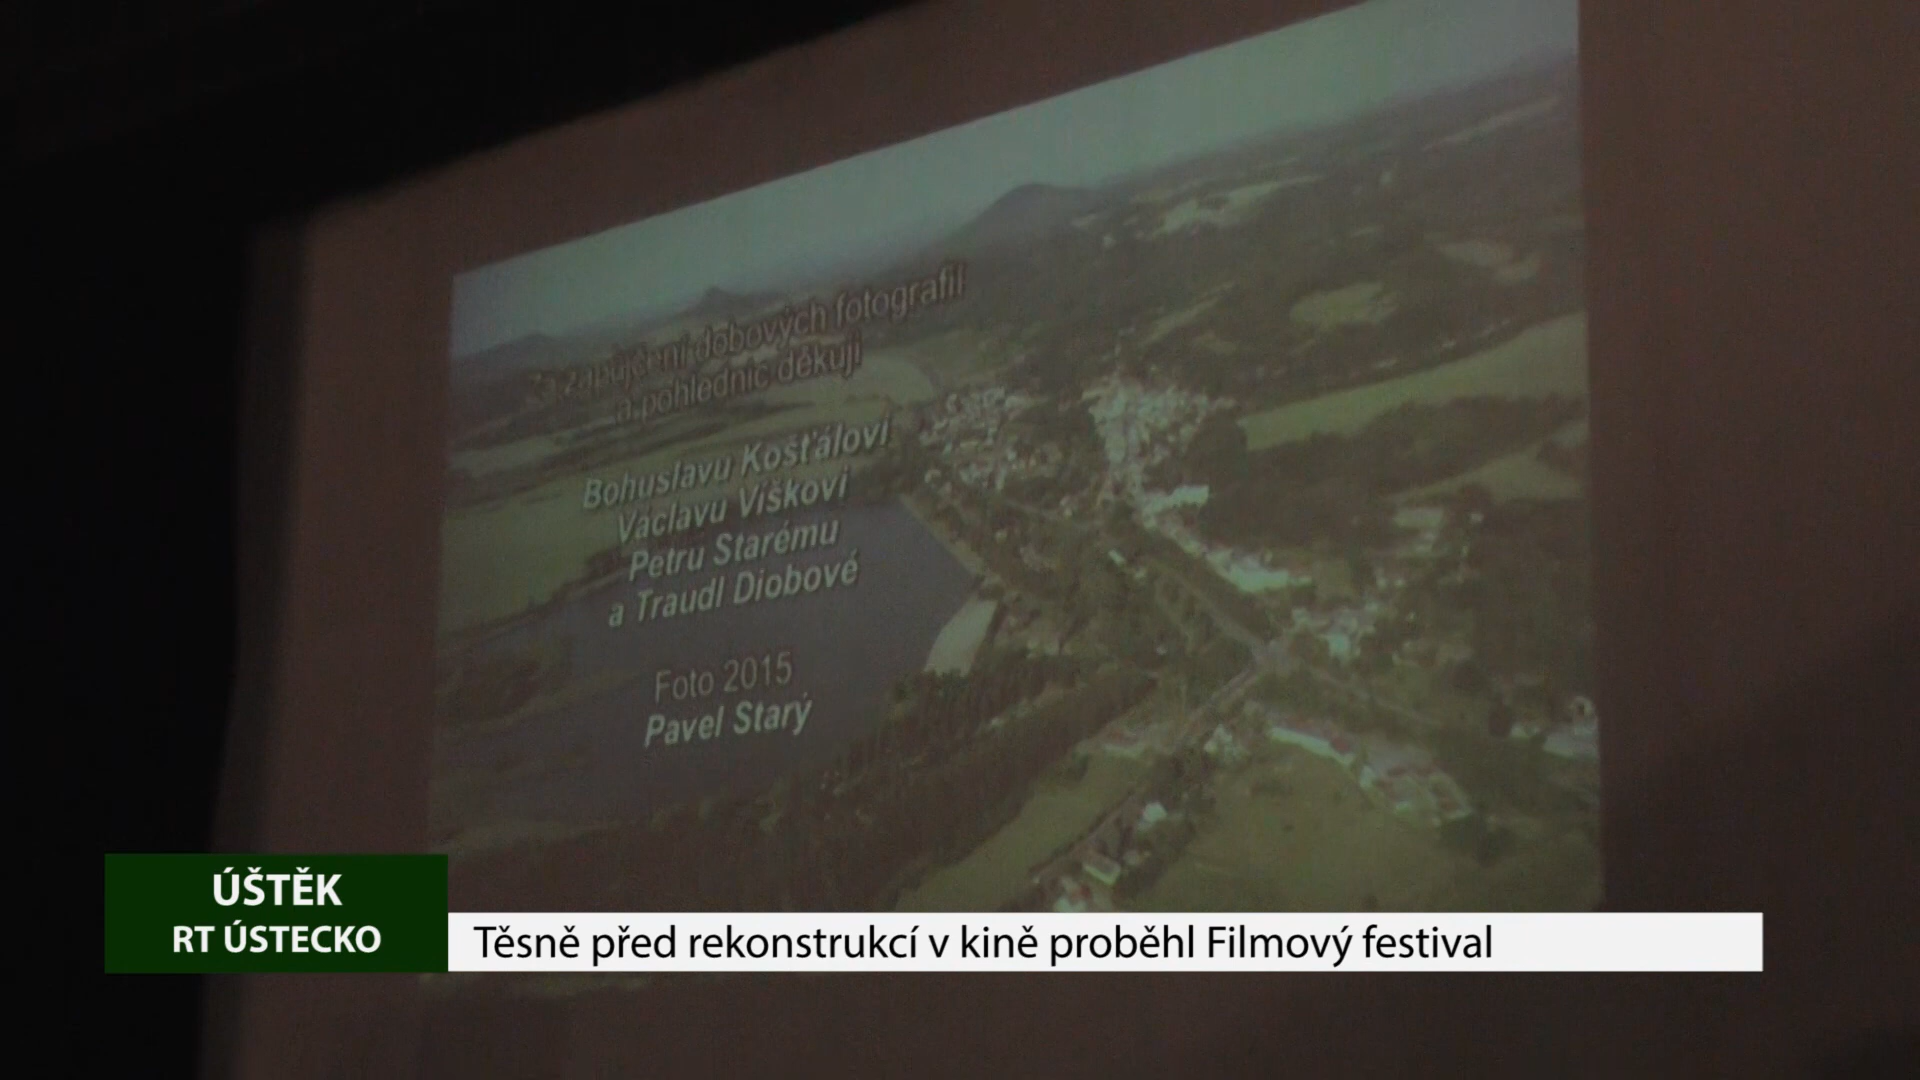 Za zapůjčení dobových fotografií
a pohlednic děkuji
Bohuslavu Košťálovi
Václavu Víškovi
Petru Starému
a Traudl Diobové
Foto 2015
Pavel Starý
ÚŠTĚK
RT ÚSTECKO
Těsně před rekonstrukcí v kině proběhl Filmový festival